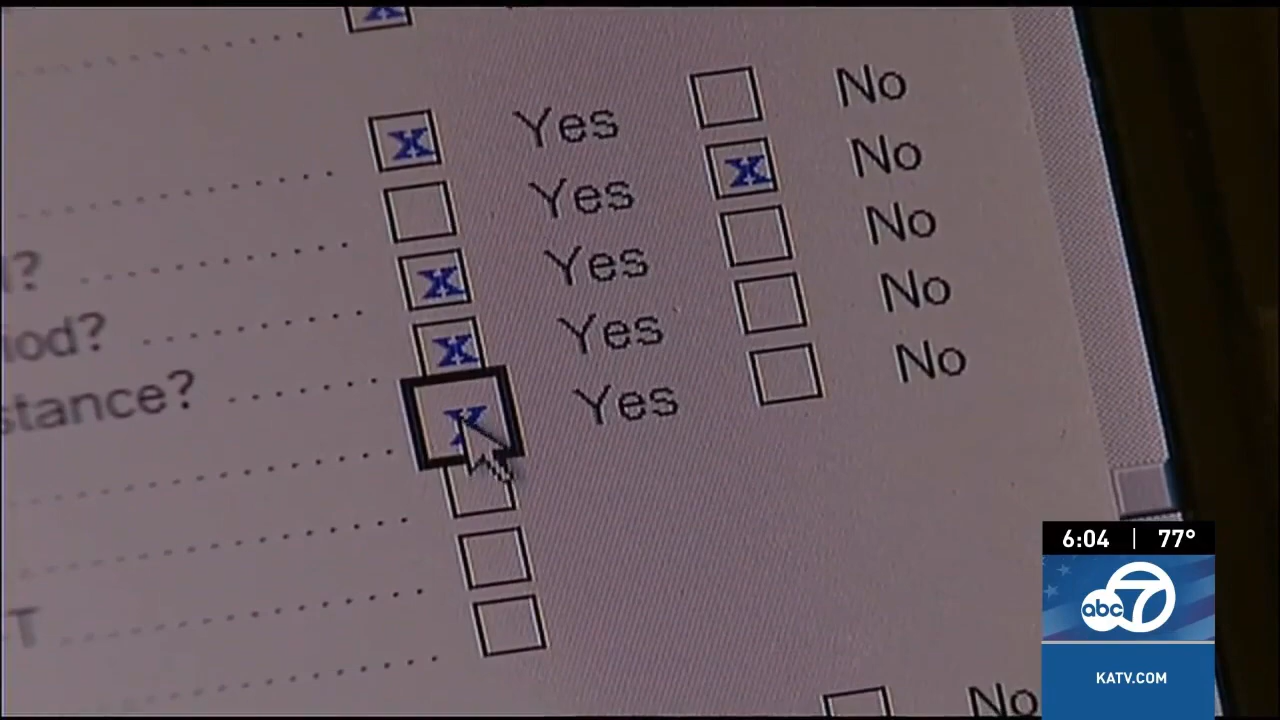 x
x Yes No
Yes x No
?
x Yes No
iod?
x Yes No
stance?
x Yes No
T
No
6:04 | 77°
abc 7
KATV.COM